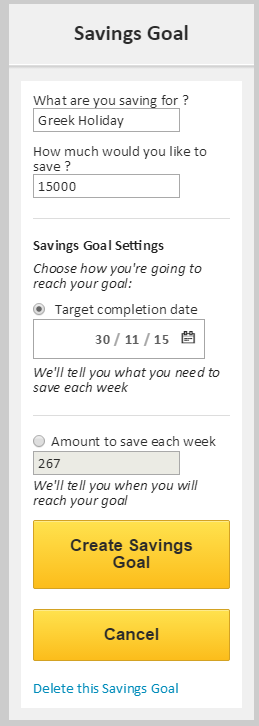 Savings Goal
What are you saving for ?
Greek Holiday
How much would you like to
save ?
15000
Savings Goal Settings
Choose how you're going to
reach your goal:
Target completion date
30 / 11 / 15
We'll tell you what you need to
save each week
Amount to save each week
267
We'll tell you when you will
reach your goal
Create Savings
Goal
Cancel
Delete this Savings Goal